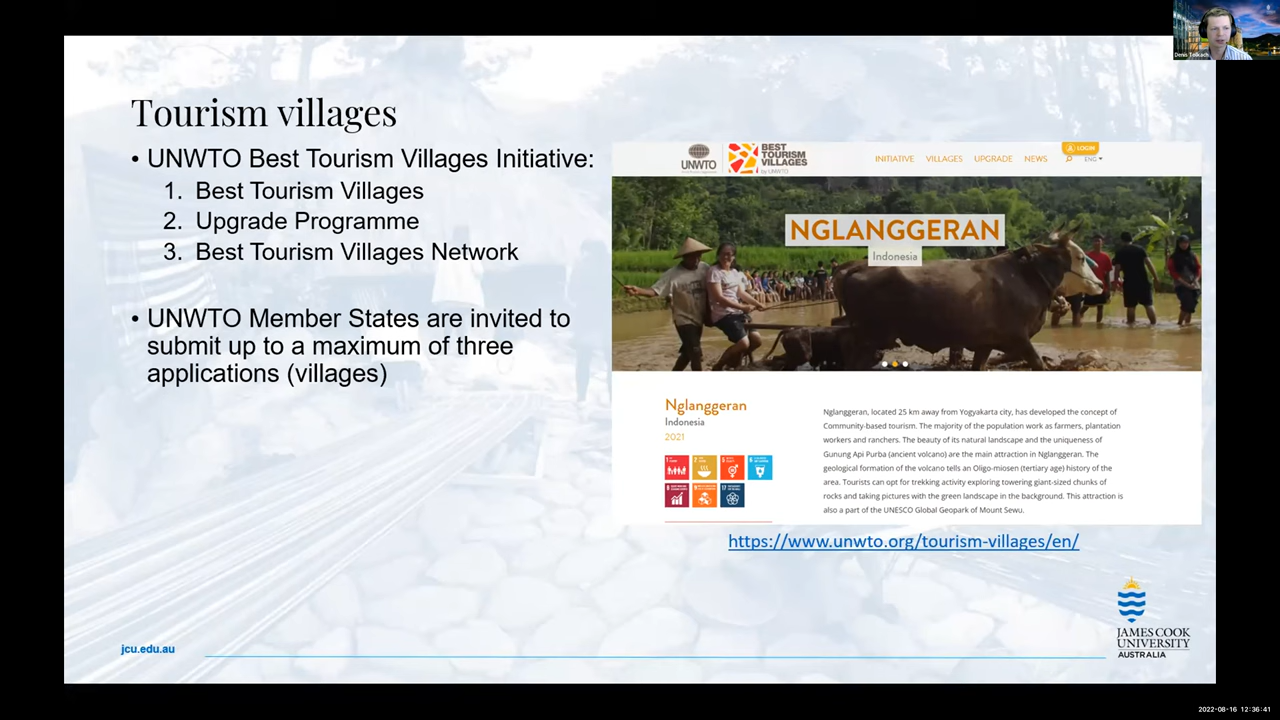 Denis Tolkach
Tourism villages
• UNWTO Best Tourism Villages Initiative:
1. Best Tourism Villages
2. Upgrade Programme
3. Best Tourism Villages Network
• UNWTO Member States are invited to
submit up to a maximum of three
applications (villages)
UNWTO
BEST
TOURISM
VILLAGES
by UNWTO
INITIATIVE VILLAGES UPGRADE NEWS
LOGIN
ENG
NGLANGGERAN
Indonesia
Nglanggeran
Indonesia
2021
Nglanggeran, located 25 km away from Yogyakarta city, has developed the concept of
Community-based tourism. The majority of the population work as farmers, plantation
workers and ranchers. The beauty of its natural landscape and the uniqueness of
Gunung Api Purba (ancient volcano) are the main attraction in Nglanggeran. The
geological formation of the volcano tells an Oligo-miosen (tertiary age) history of the
area. Tourists can opt for trekking activity exploring towering giant-sized chunks of
rocks and taking pictures with the green landscape in the background. This attraction is
also a part of the UNESCO Global Geopark of Mount Sewu.
https://www.unwto.org/tourism-villages/en/
jcu.edu.au
JAMES COOK
UNIVERSITY
AUSTRALIA
2022-08-16 12:36:41